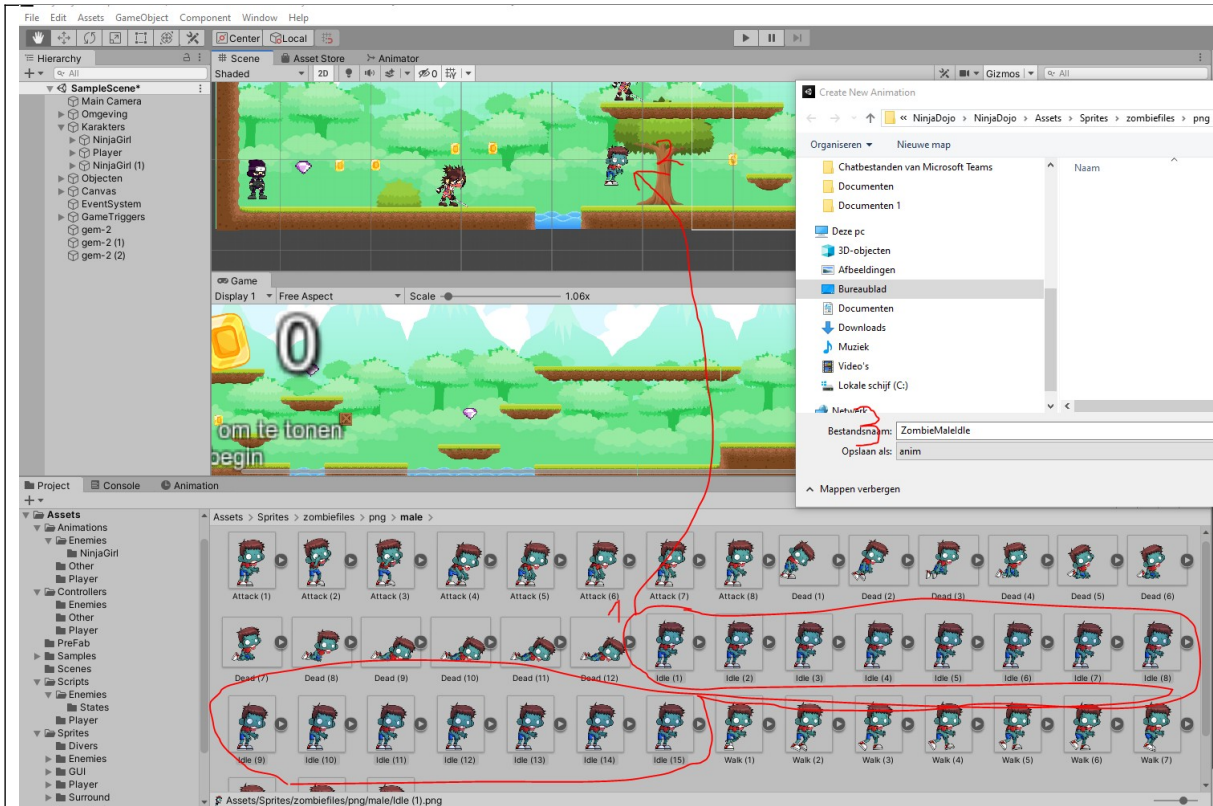 File Edit Assets GameObject Component Window Help
Center Local
Hierarchy
All
SampleScene*
Main Camera
Omgeving
Karakters
NinjaGirl
Player
NinjaGirl (1)
Objecten
Canvas
EventSystem
GameTriggers
gem-2
gem-2 (1)
gem-2 (2)
Scene Asset Store Animator
Shaded 2D 0 Gizmos All
2
Game
Display 1 Free Aspect Scale 1.06x
0
om te tonen
begin
Create New Animation
« NinjaDojo > NinjaDojo > Assets > Sprites > zombiefiles > png
Organiseren Nieuwe map
Chatbestanden van Microsoft Teams
Documenten
Documenten 1
Deze pc
3D-objecten
Afbeeldingen
Bureaublad
Documenten
Downloads
Muziek
Video's
Lokale schijf (C:)
Netwerk
Naam
3
Bestandsnaam: ZombieMaleIdle
Opslaan als: anim
Mappen verbergen
Project Console Animation
Assets
Animations
Enemies
NinjaGirl
Other
Player
Controllers
Enemies
Other
Player
PreFab
Samples
Scenes
Scripts
Enemies
States
Player
Sprites
Divers
Enemies
GUI
Player
Surround
Assets > Sprites > zombiefiles > png > male >
Attack (1) Attack (2) Attack (3) Attack (4) Attack (5) Attack (6) Attack (7) Attack (8) Dead (1) Dead (2) Dead (3) Dead (4) Dead (5) Dead (6)
1
Dead (7) Dead (8) Dead (9) Dead (10) Dead (11) Dead (12) Idle (1) Idle (2) Idle (3) Idle (4) Idle (5) Idle (6) Idle (7) Idle (8)
Idle (9) Idle (10) Idle (11) Idle (12) Idle (13) Idle (14) Idle (15) Walk (1) Walk (2) Walk (3) Walk (4) Walk (5) Walk (6) Walk (7)
Assets/Sprites/zombiefiles/png/male/Idle (1).png